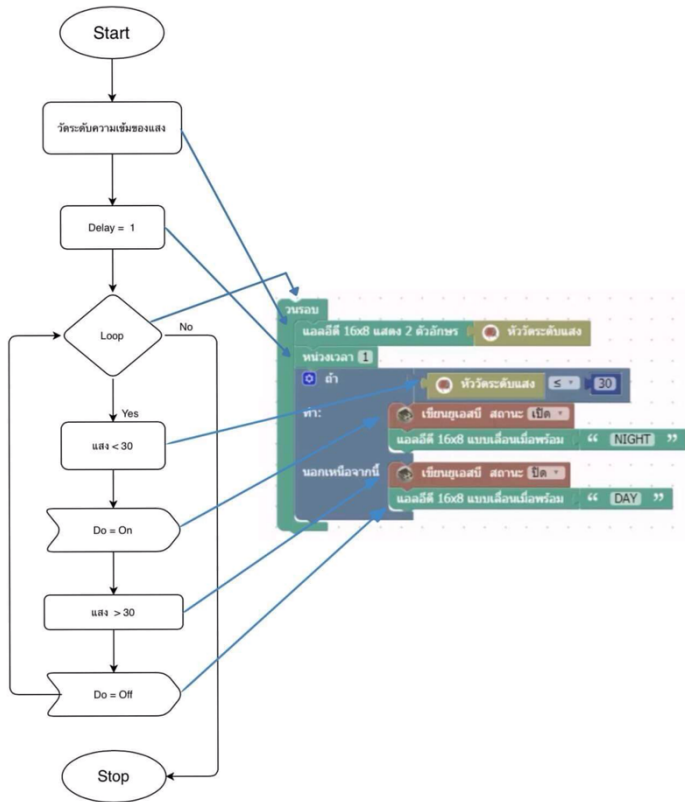 Start
วัดระดับความเข้มของแสง
Delay = 1
Loop
No
Yes
แสง < 30
Do = On
แสง > 30
Do = Off
Stop
วนรอบ
แอลอีดี 16x8 แสดง 2 ตัวอักษร หัววัดระดับแสง
หน่วงเวลา 1
ถ้า หัววัดระดับแสง ≤ 30
ทำ: เขียนยูเอสบี สถานะ เปิด
แอลอีดี 16x8 แบบเลื่อนเมื่อพร้อม “ NIGHT ”
นอกเหนือจากนี้ เขียนยูเอสบี สถานะ ปิด
แอลอีดี 16x8 แบบเลื่อนเมื่อพร้อม “ DAY ”